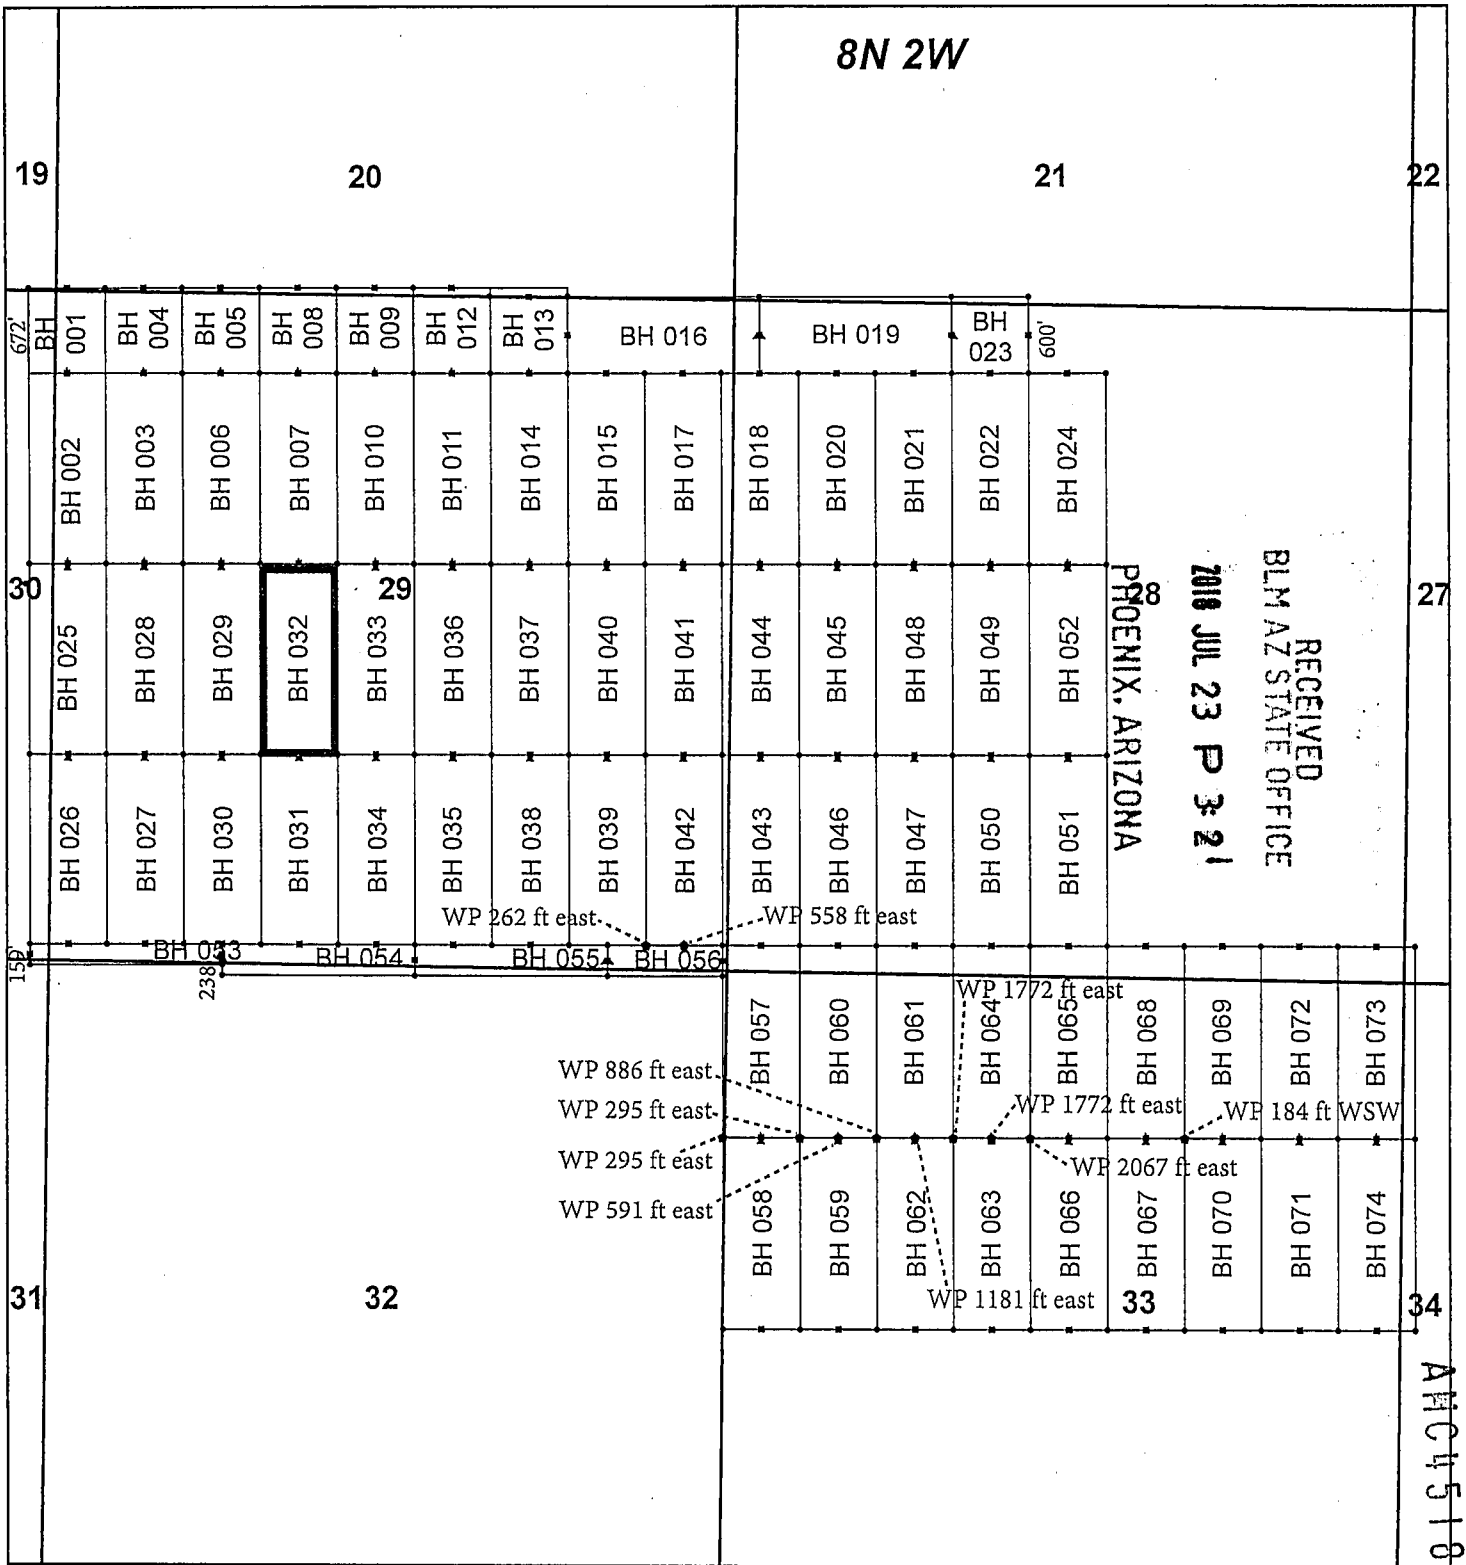 8N 2W
19
20
21
22
672'
BH
001
BH
004
BH
005
BH
008
BH
009
BH
012
BH
013
BH 016
BH 019
BH
023
600'
BH 002
BH 003
BH 006
BH 007
BH 010
BH 011
BH 014
BH 015
BH 017
BH 018
BH 020
BH 021
BH 022
BH 024
30
29
28
27
BH 025
BH 028
BH 029
BH 032
BH 033
BH 036
BH 037
BH 040
BH 041
BH 044
BH 045
BH 048
BH 049
BH 052
RECEIVED
BLM AZ STATE OFFICE
2018 JUL 23 P 3: 21
PHOENIX, ARIZONA
BH 026
BH 027
BH 030
BH 031
BH 034
BH 035
BH 038
BH 039
BH 042
BH 043
BH 046
BH 047
BH 050
BH 051
WP 262 ft east
WP 558 ft east
159'
BH 053
238'
BH 054
BH 055
BH 056
WP 1772 ft east
BH 057
BH 060
BH 061
BH 064
BH 065
BH 068
BH 069
BH 072
BH 073
WP 886 ft east
WP 295 ft east
WP 1772 ft east
WP 184 ft WSW
WP 295 ft east
WP 2067 ft east
WP 591 ft east
BH 058
BH 059
BH 062
BH 063
BH 066
BH 067
BH 070
BH 071
BH 074
WP 1181 ft east
31
32
33
34
AMC4518